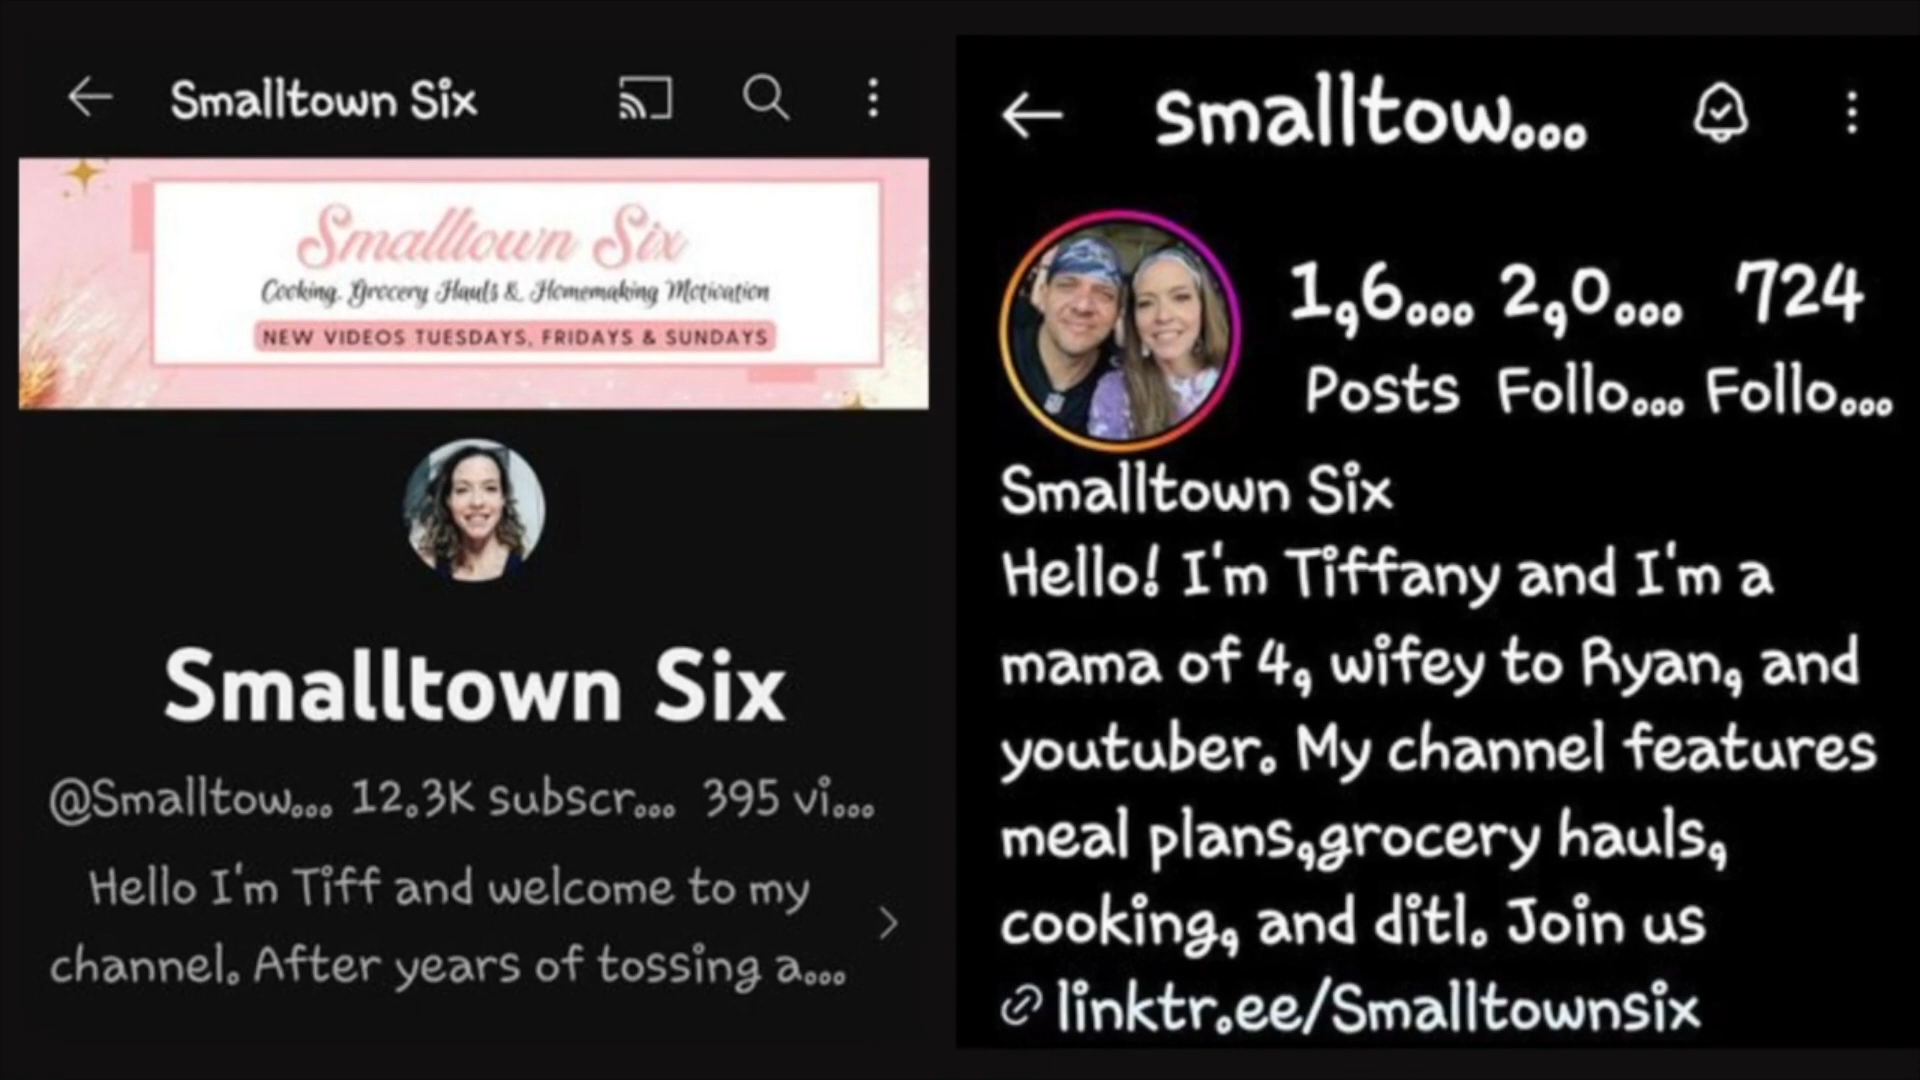 Smalltown Six
Smalltown Six
Cooking, Grocery Hauls & Homemaking Motivation
NEW VIDEOS TUESDAYS, FRIDAYS & SUNDAYS
Smalltown Six
@Smalltow... 12.3K subscr... 395 vi...
Hello I'm Tiff and welcome to my
channel. After years of tossing a...
smalltow...
1,6... 2,0... 724
Posts Follo... Follo...
Smalltown Six
Hello! I'm Tiffany and I'm a
mama of 4, wifey to Ryan, and
youtuber. My channel features
meal plans,grocery hauls,
cooking, and ditl. Join us
linktr.ee/Smalltownsix